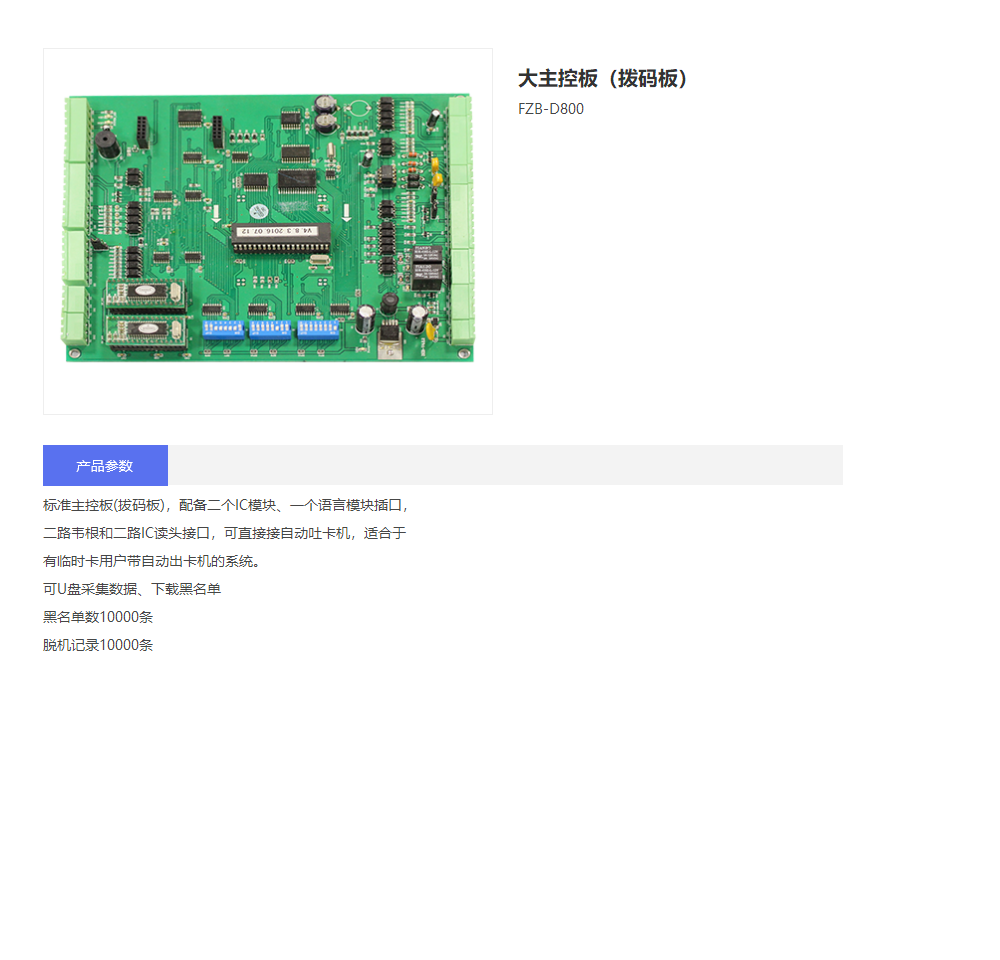 大主控板（拨码板）
FZB-D800
V4.8.3 2016.07.12
产品参数
标准主控板(拔码板)，配备二个IC模块、一个语言模块插口，
二路韦根和二路IC读头接口，可直接接自动吐卡机，适合于
有临时卡用户带自动出卡机的系统。
可U盘采集数据、下载黑名单
黑名单数10000条
脱机记录10000条